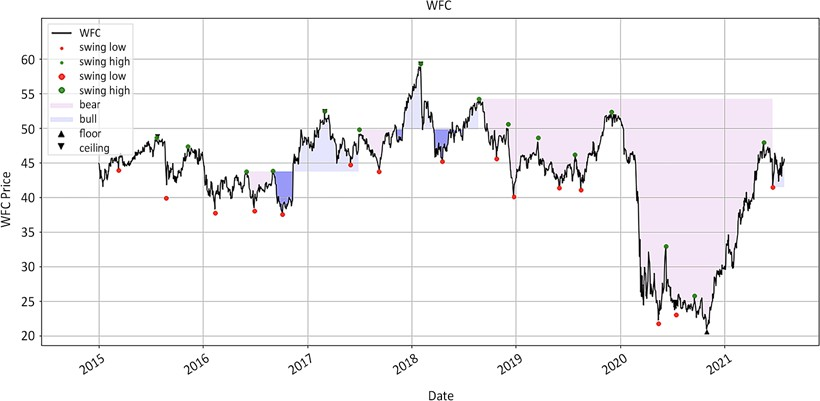 WFC
WFC
swing low
swing high
swing low
swing high
bear
bull
floor
ceiling
WFC Price
60
55
50
45
40
35
30
25
20
2015
2016
2017
2018
2019
2020
2021
Date